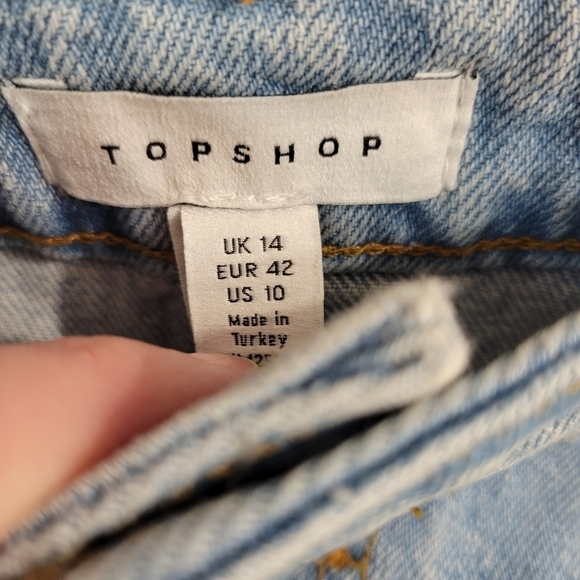 TOPSHOP
UK 14
EUR 42
US 10
Made in
Turkey